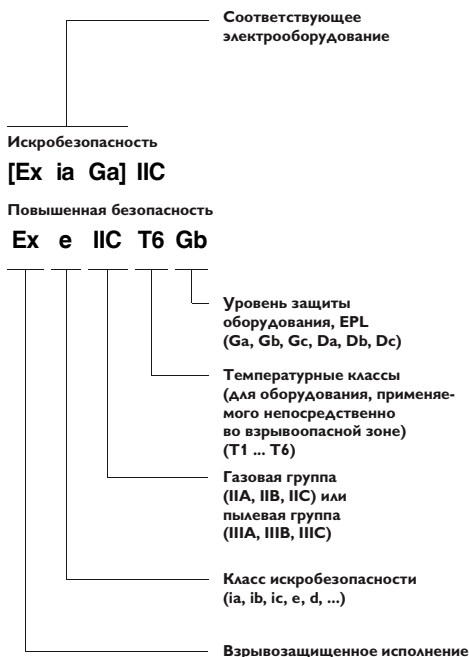 Соответствующее
электрооборудование
Искробезопасность
[Ex ia Ga] IIC
Повышенная безопасность
Ex e IIC T6 Gb
Уровень защиты
оборудования, EPL
(Ga, Gb, Gc, Da, Db, Dc)
Температурные классы
(для оборудования, применяе-
мого непосредственно
во взрывоопасной зоне)
(T1 ... T6)
Газовая группа
(IIA, IIB, IIC) или
пылевая группа
(IIIA, IIIB, IIIC)
Класс искробезопасности
(ia, ib, ic, e, d, ...)
Взрывозащищенное исполнение